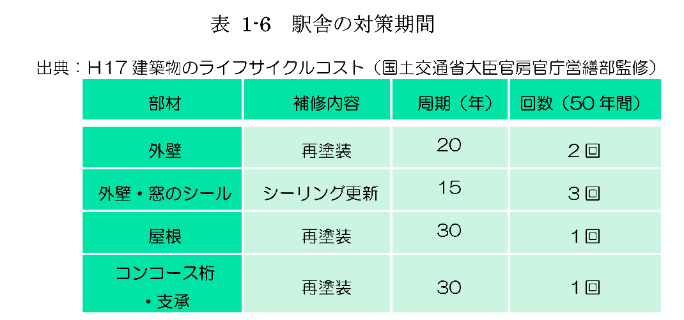 表 1-6 駅舎の対策期間
出典：H17建築物のライフサイクルコスト（国土交通省大臣官房官庁営繕部監修）
部材 補修内容 周期（年） 回数（50年間）
外壁 再塗装 20 2回
外壁・窓のシール シーリング更新 15 3回
屋根 再塗装 30 1回
コンコース桁
・支承 再塗装 30 1回